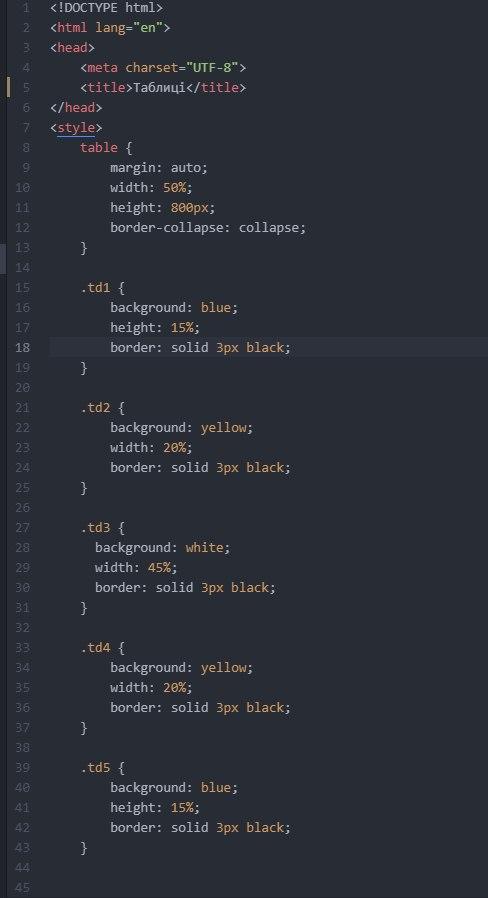 1 <!DOCTYPE html>
2 <html lang="en">
3 <head>
4     <meta charset="UTF-8">
5     <title>Таблиці</title>
6 </head>
7 <style>
8     table {
9         margin: auto;
10         width: 50%;
11         height: 800px;
12         border-collapse: collapse;
13     }
14
15     .td1 {
16         background: blue;
17         height: 15%;
18         border: solid 3px black;
19     }
20
21     .td2 {
22         background: yellow;
23         width: 20%;
24         border: solid 3px black;
25     }
26
27     .td3 {
28       background: white;
29       width: 45%;
30       border: solid 3px black;
31     }
32
33     .td4 {
34         background: yellow;
35         width: 20%;
36         border: solid 3px black;
37     }
38
39     .td5 {
40         background: blue;
41         height: 15%;
42         border: solid 3px black;
43     }
44
45